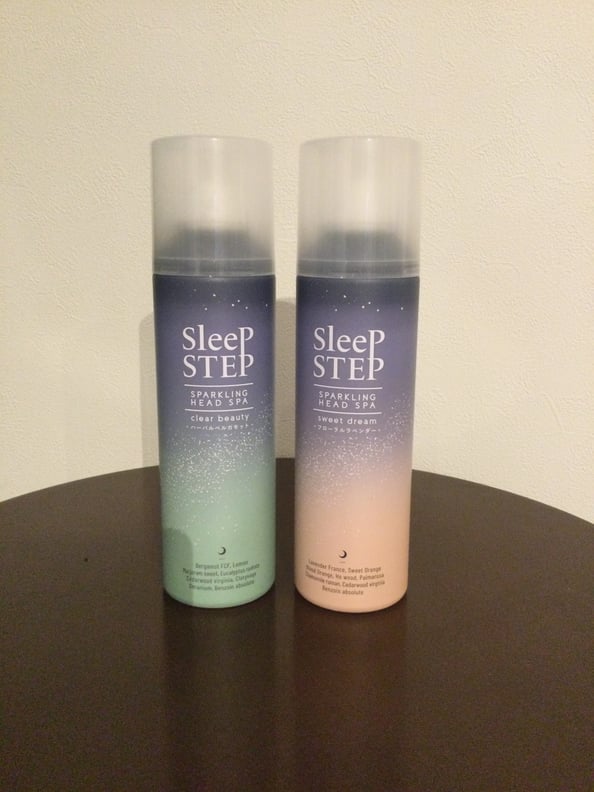 SleeP
STEP
SPARKLING
HEAD SPA
clear beauty
・ハーバルベルガモット・
Bergamot FCF, Lemon
Marjoram sweet, Eucalyptus radiata
Cedarwood virginia, Clarysage
Geranium, Benzoin absolute
SleeP
STEP
SPARKLING
HEAD SPA
sweet dream
・フローラルラベンダー・
Lavender France, Sweet Orange
Blood Orange, Ho wood, Palmarosa
Chamomile roman, Cedarwood virginia
Benzoin absolute